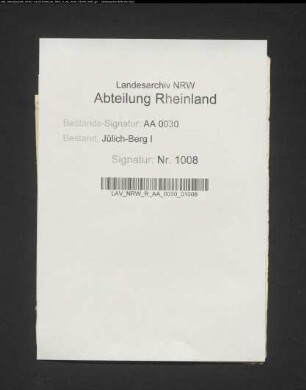 Landesarchiv NRW
Abteilung Rheinland
Bestands-Signatur: AA 0030
Bestand: Jülich-Berg I
Signatur: Nr. 1008
LAV_NRW_R_AA_0030_01008